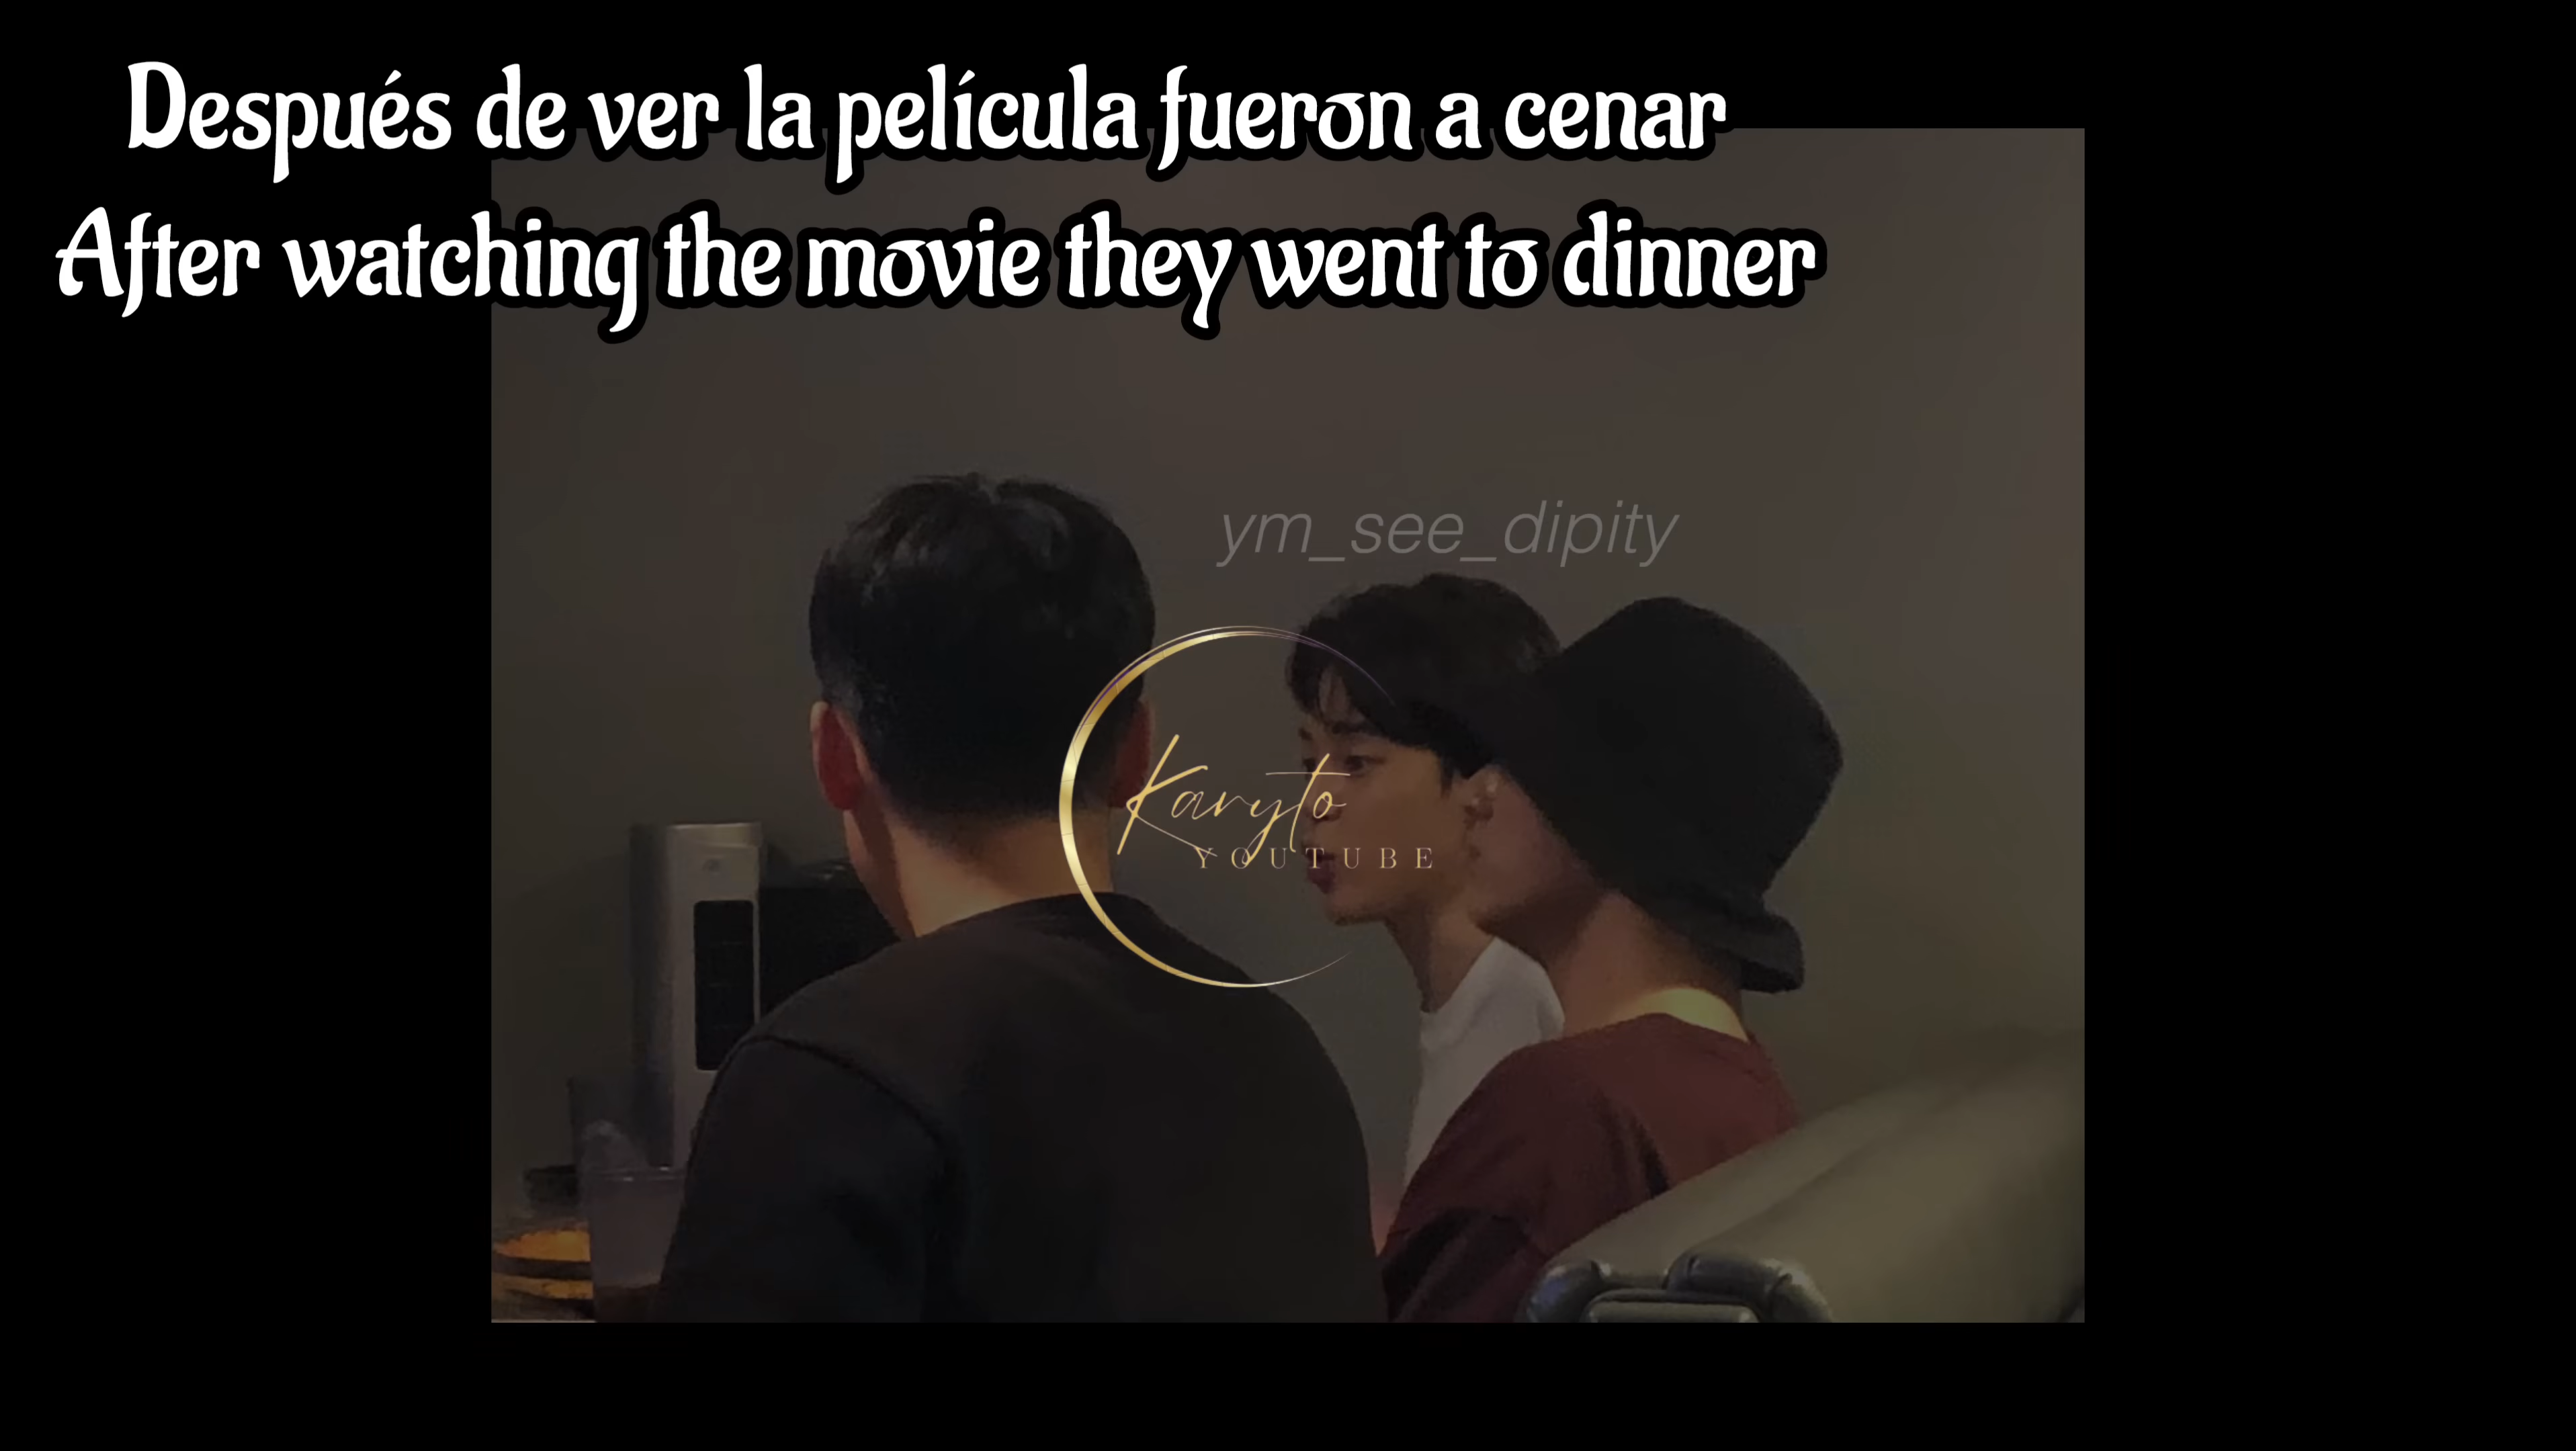 Después de ver la película fueron a cenar
After watching the movie they went to dinner
ym_see_dipity
Karyto
YOUTUBE